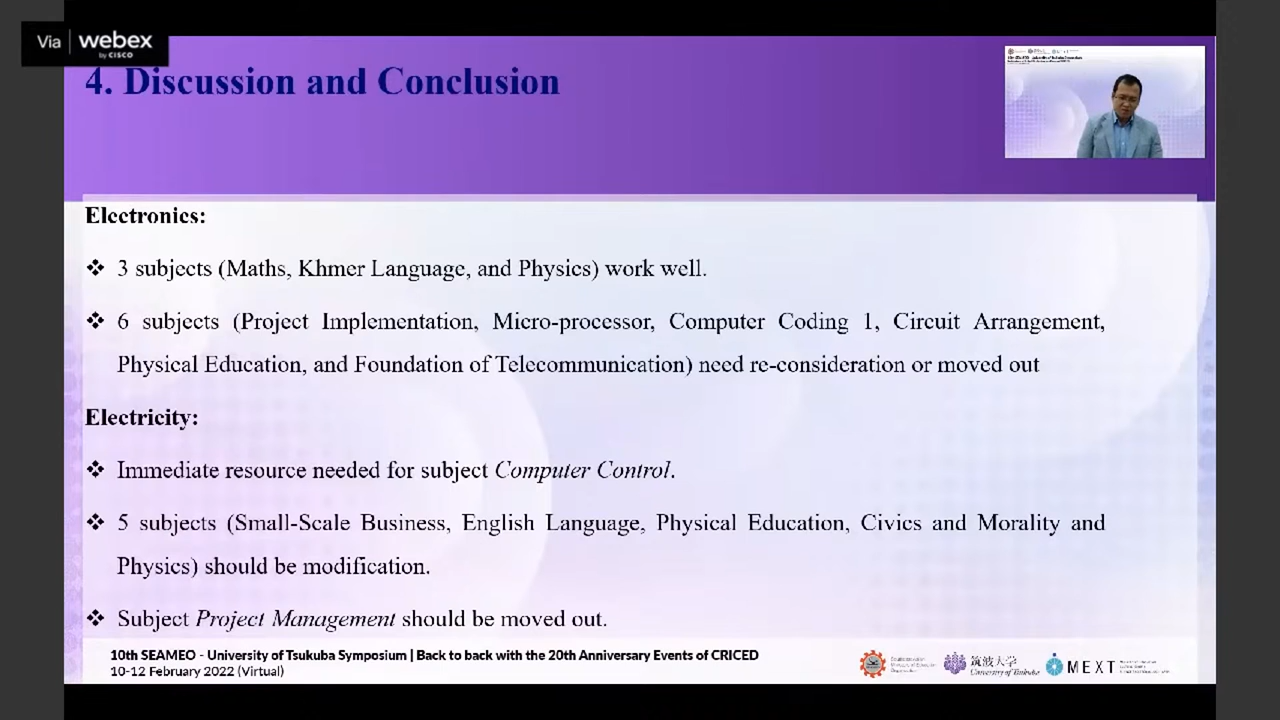 Via webex
by CISCO
4. Discussion and Conclusion
Electronics:
❖ 3 subjects (Maths, Khmer Language, and Physics) work well.
❖ 6 subjects (Project Implementation, Micro-processor, Computer Coding 1, Circuit Arrangement,
Physical Education, and Foundation of Telecommunication) need re-consideration or moved out
Electricity:
❖ Immediate resource needed for subject Computer Control.
❖ 5 subjects (Small-Scale Business, English Language, Physical Education, Civics and Morality and
Physics) should be modification.
❖ Subject Project Management should be moved out.
10th SEAMEO - University of Tsukuba Symposium | Back to back with the 20th Anniversary Events of CRICED
10-12 February 2022 (Virtual)
筑波大学
University of Tsukuba
MEXT